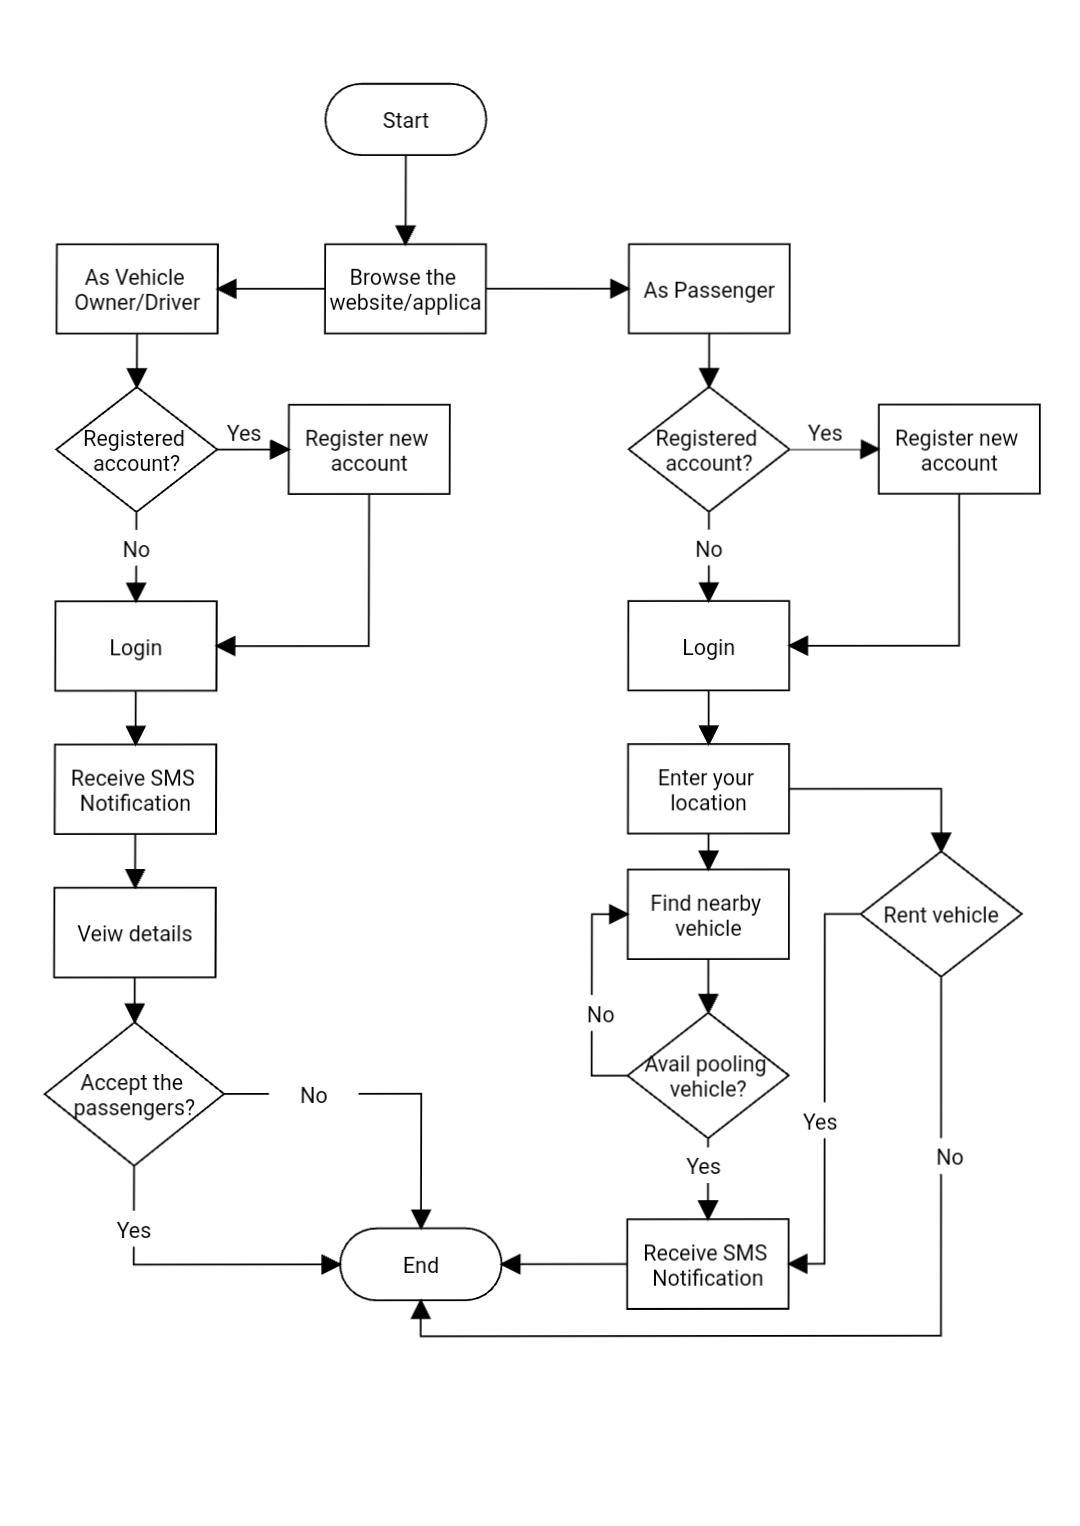 Start
As Vehicle
Owner/Driver
Browse the
website/applica
As Passenger
Registered
account?
Yes
Register new
account
Registered
account?
Yes
Register new
account
No
No
Login
Login
Receive SMS
Notification
Enter your
location
Veiw details
Find nearby
vehicle
Rent vehicle
No
Accept the
passengers?
No
Avail pooling
vehicle?
Yes
No
Yes
Yes
End
Receive SMS
Notification